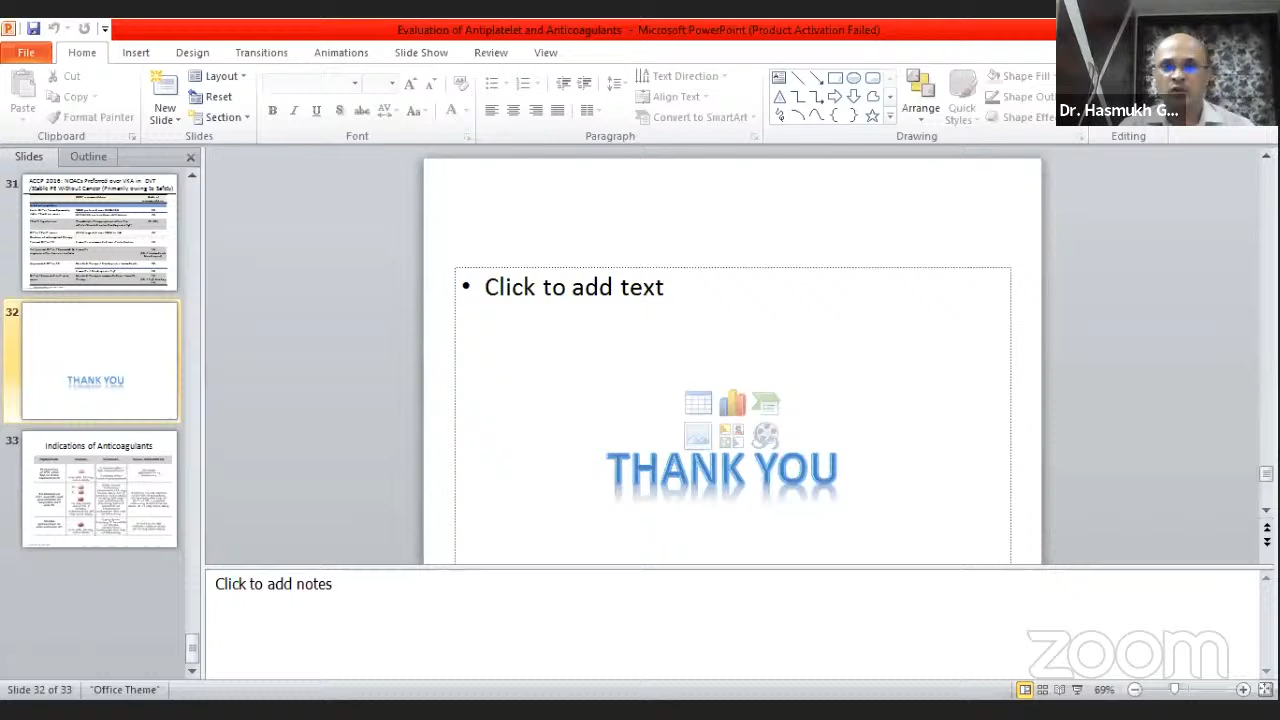 Evaluation of Antiplatelet and Anticoagulants - Microsoft PowerPoint (Product Activation Failed)
File Home Insert Design Transitions Animations Slide Show Review View
Paste
Cut
Copy
Format Painter
Clipboard
New
Slide
Layout
Reset
Section
Slides
Font
Text Direction
Align Text
Convert to SmartArt
Paragraph
Arrange
Quick
Styles
Shape Fill
Shape Out
Shape Effe
Drawing
Editing
Dr. Hasmukh G...
Slides Outline
31
ACCP 2016: NOACs Preferred over VKA in DVT
/Stable PE Without Cancer (Primarily owing to Safety)
32
THANK YOU
33
Indications of Anticoagulants
• Click to add text
THANK YOU
Click to add notes
zoom
Slide 32 of 33 "Office Theme" 69%